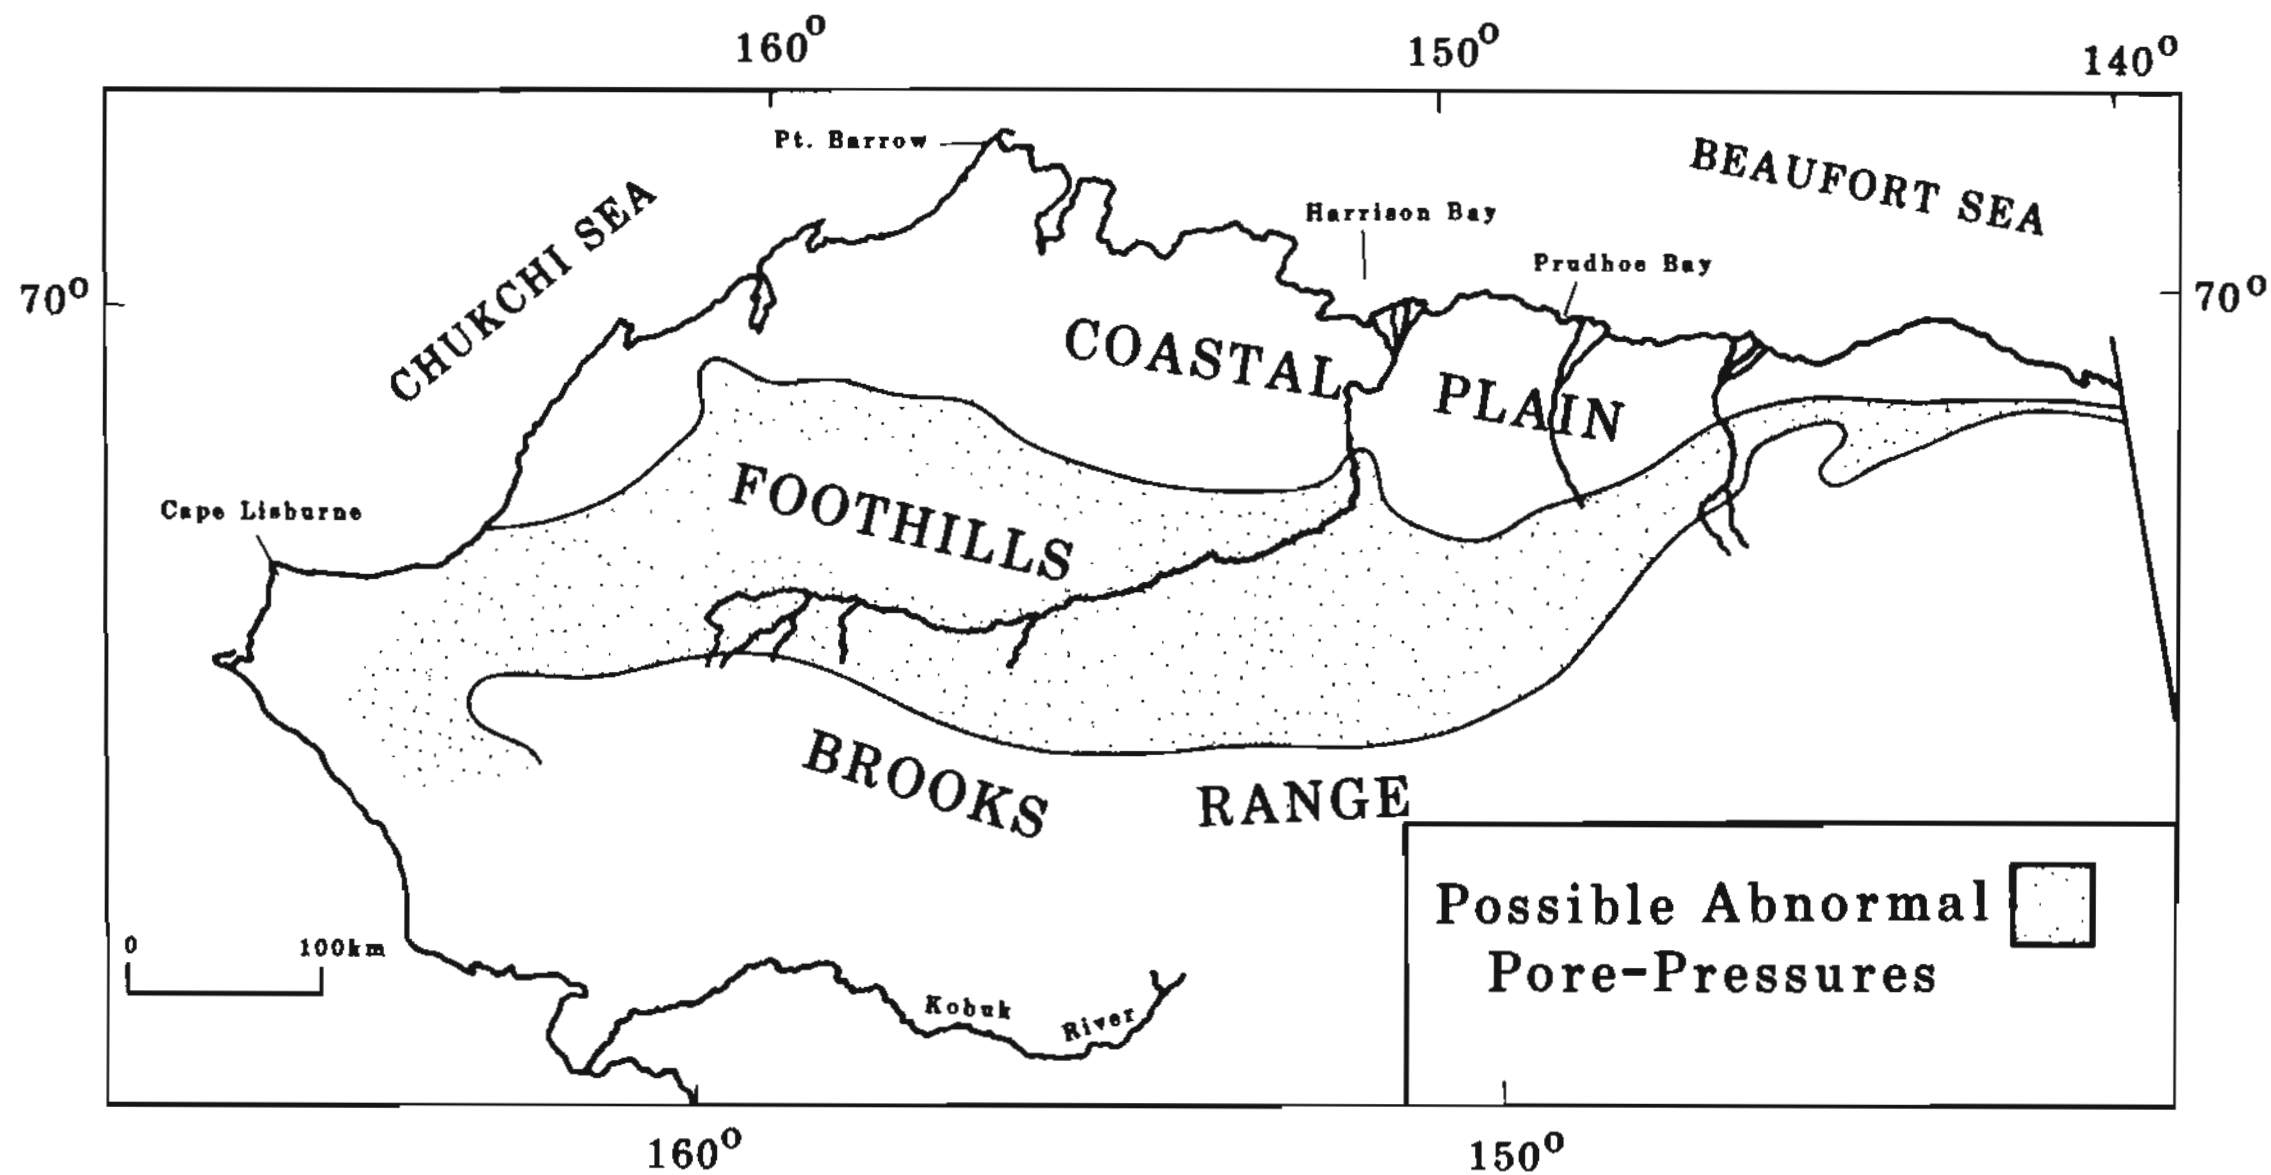 160° 150° 140°
Pt. Barrow
BEAUFORT SEA
CHUKCHI SEA
Harrison Bay
Prudhoe Bay
70° 70°
COASTAL PLAIN
FOOTHILLS
Cape Lisburne
BROOKS RANGE
Possible Abnormal
Pore-Pressures
0 100km
Kobuk River
160° 150°